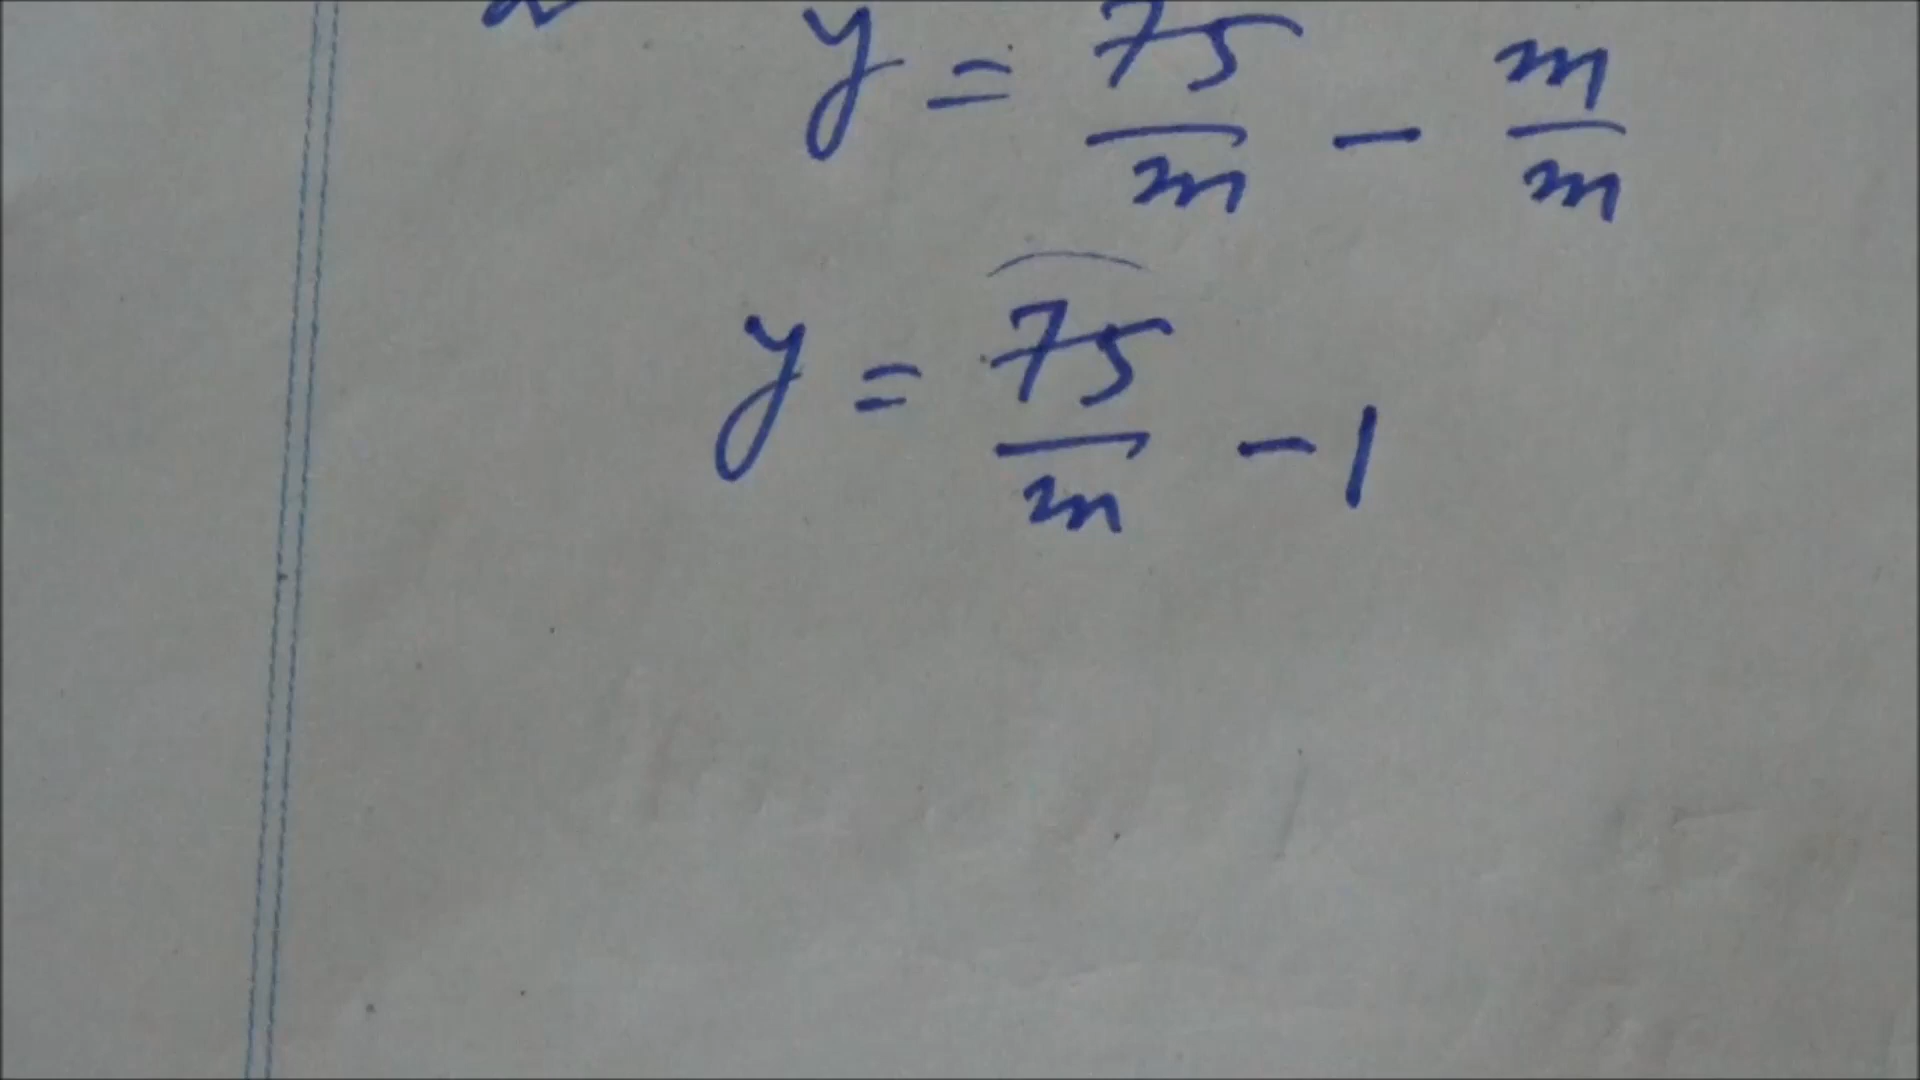 y = 75/m - m/m
y = 75/m - 1